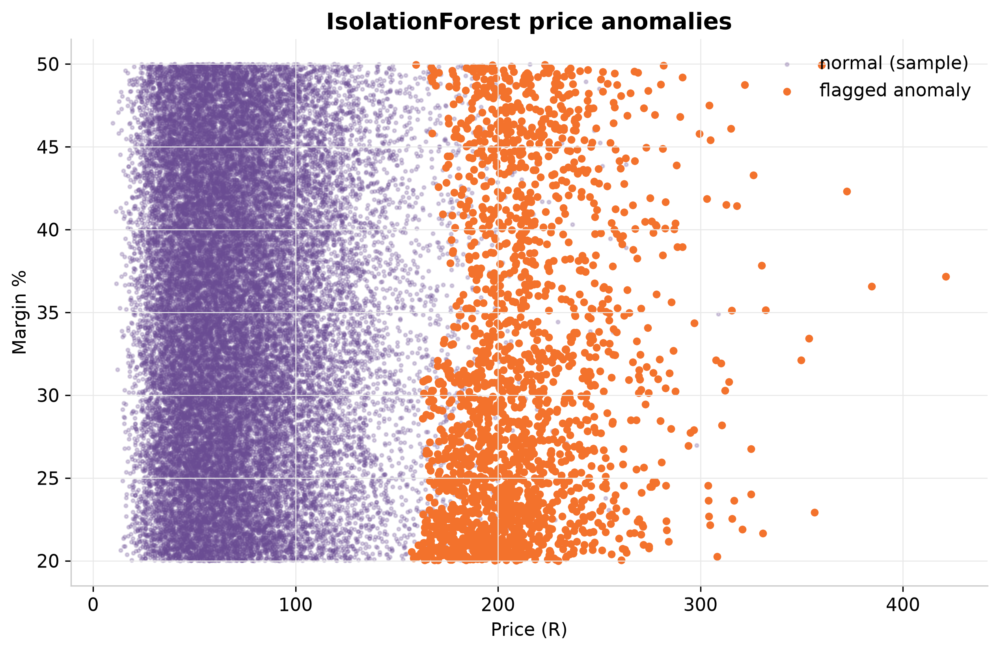 IsolationForest price anomalies
normal (sample)
flagged anomaly
Margin %
50
45
40
35
30
25
20
0 100 200 300 400
Price (R)